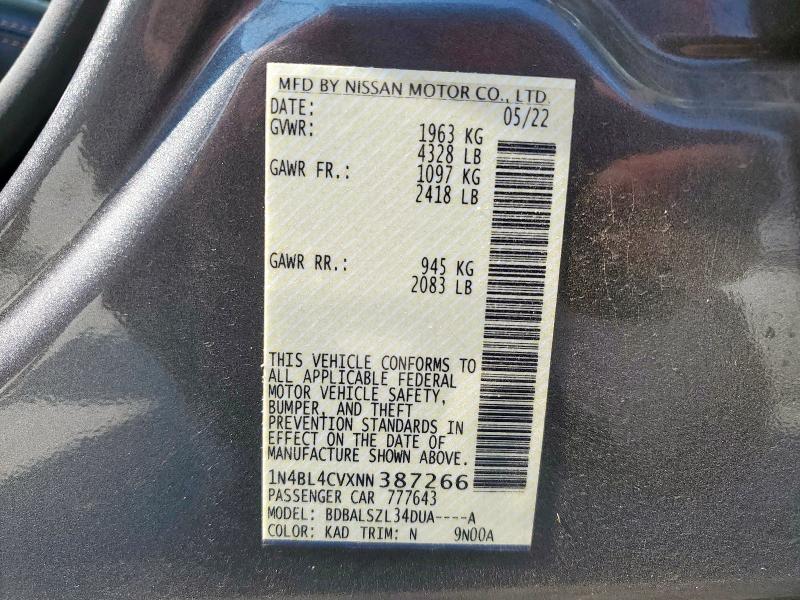 MFD BY NISSAN MOTOR CO., LTD.
DATE: 05/22
GVWR: 1963 KG
4328 LB
GAWR FR.: 1097 KG
2418 LB
GAWR RR.: 945 KG
2083 LB
THIS VEHICLE CONFORMS TO
ALL APPLICABLE FEDERAL
MOTOR VEHICLE SAFETY,
BUMPER, AND THEFT
PREVENTION STANDARDS IN
EFFECT ON THE DATE OF
MANUFACTURE SHOWN ABOVE.
1N4BL4CVXNN387266
PASSENGER CAR 777643
MODEL: BDBALSZL34DUA----A
COLOR: KAD TRIM: N 9N00A